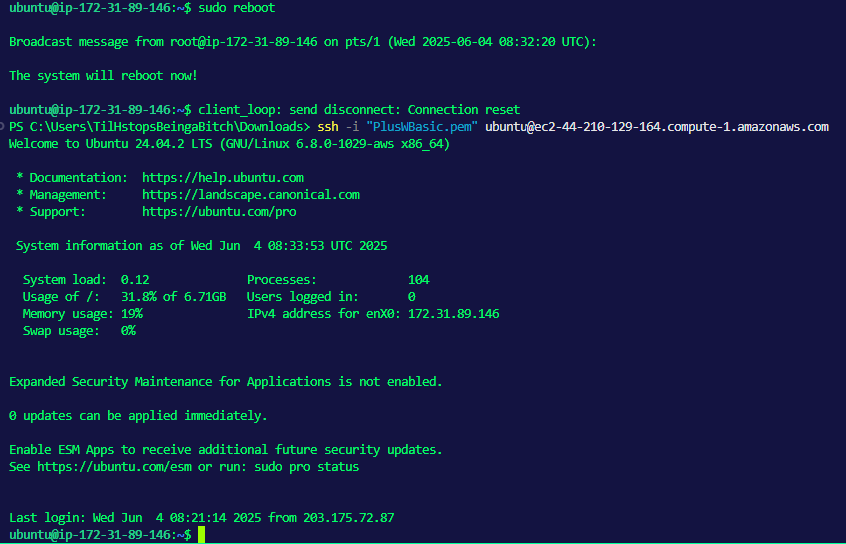 ubuntu@ip-172-31-89-146:~$ sudo reboot
Broadcast message from root@ip-172-31-89-146 on pts/1 (Wed 2025-06-04 08:32:20 UTC):
The system will reboot now!
ubuntu@ip-172-31-89-146:~$ client_loop: send disconnect: Connection reset
PS C:\Users\TilHstopsBeingaBitch\Downloads> ssh -i "PlusWBasic.pem" ubuntu@ec2-44-210-129-164.compute-1.amazonaws.com
Welcome to Ubuntu 24.04.2 LTS (GNU/Linux 6.8.0-1029-aws x86_64)
* Documentation:  https://help.ubuntu.com
* Management:     https://landscape.canonical.com
* Support:        https://ubuntu.com/pro
System information as of Wed Jun  4 08:33:53 UTC 2025
System load:  0.12               Processes:             104
Usage of /:   31.8% of 6.71GB   Users logged in:       0
Memory usage: 19%                IPv4 address for enX0: 172.31.89.146
Swap usage:   0%
Expanded Security Maintenance for Applications is not enabled.
0 updates can be applied immediately.
Enable ESM Apps to receive additional future security updates.
See https://ubuntu.com/esm or run: sudo pro status
Last login: Wed Jun  4 08:21:14 2025 from 203.175.72.87
ubuntu@ip-172-31-89-146:~$